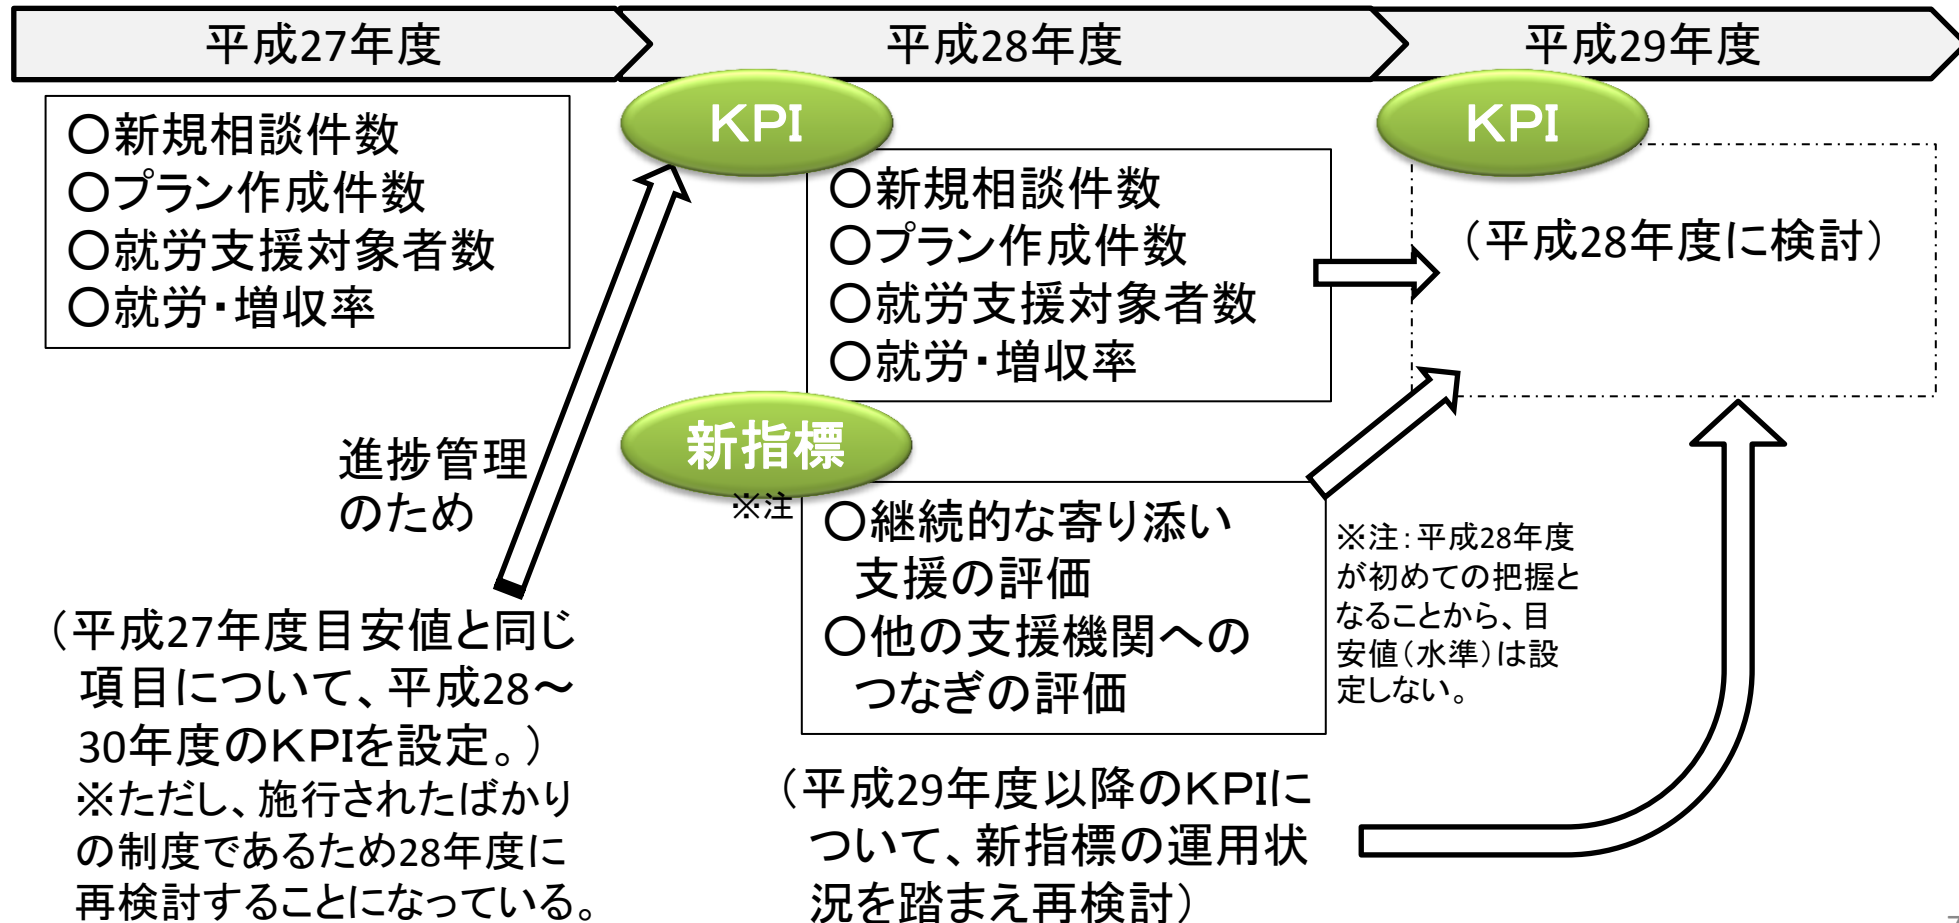 平成27年度
平成28年度
平成29年度
○新規相談件数
○プラン作成件数
○就労支援対象者数
○就労・増収率
進捗管理
のため
(平成27年度目安値と同じ
項目について、平成28～
30年度のKPIを設定。)
※ただし、施行されたばかり
の制度であるため28年度に
再検討することになっている。
KPI
○新規相談件数
○プラン作成件数
○就労支援対象者数
○就労・増収率
新指標
※注
○継続的な寄り添い
支援の評価
○他の支援機関への
つなぎの評価
(平成29年度以降のKPIに
ついて、新指標の運用状
況を踏まえ再検討)
KPI
(平成28年度に検討)
※注：平成28年度
が初めての把握と
なることから、目
安値(水準)は設
定しない。